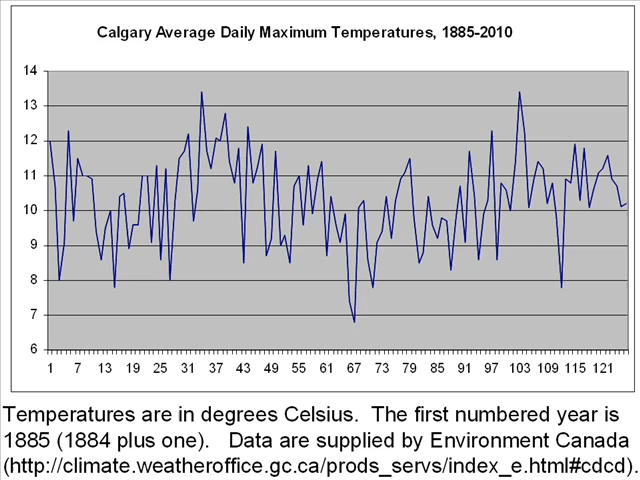 Calgary Average Daily Maximum Temperatures, 1885-2010
14
13
12
11
10
9
8
7
6
1 7 13 19 25 31 37 43 49 55 61 67 73 79 85 91 97 103 109 115 121
Temperatures are in degrees Celsius. The first numbered year is
1885 (1884 plus one). Data are supplied by Environment Canada
(http://climate.weatheroffice.gc.ca/prods_servs/index_e.html#cdcd).